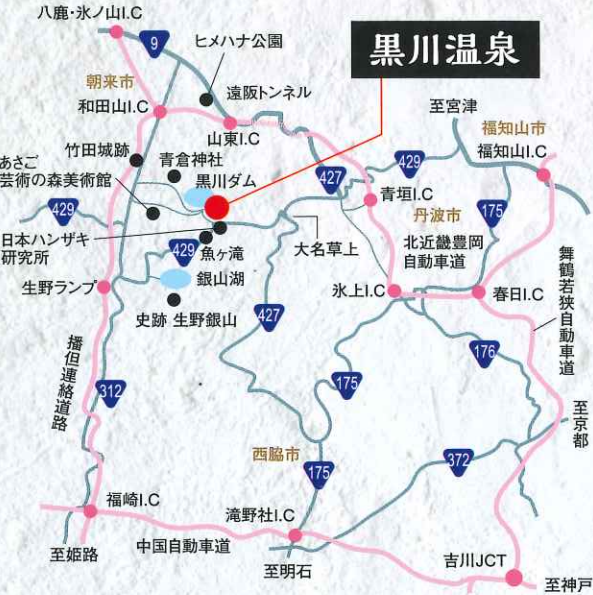 八鹿・氷ノ山I.C
9
ヒメハナ公園
黒川温泉
朝来市
遠阪トンネル
和田山I.C
山東I.C
至宮津
福知山市
福知山I.C
竹田城跡
青倉神社
427
429
あさご
芸術の森美術館
黒川ダム
青垣I.C
175
429
丹波市
日本ハンザキ
研究所
429
魚ヶ滝
大名草上
北近畿豊岡
自動車道
舞鶴若狭自動車道
生野ランプ
銀山湖
氷上I.C
春日I.C
史跡 生野銀山
427
播但連絡道路
312
175
176
至京都
西脇市
175
372
福崎I.C
滝野社I.C
至姫路
中国自動車道
至明石
吉川JCT
至神戸